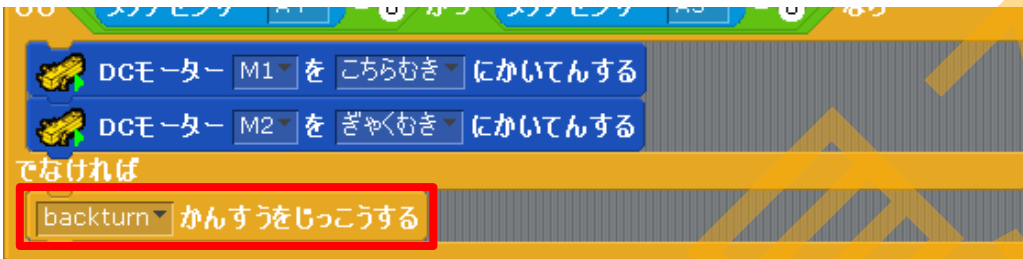 なら
DCモーター M1 を こちらむき にかいてんする
DCモーター M2 を ぎゃくむき にかいてんする
でなければ
backturn かんすうをじっこうする